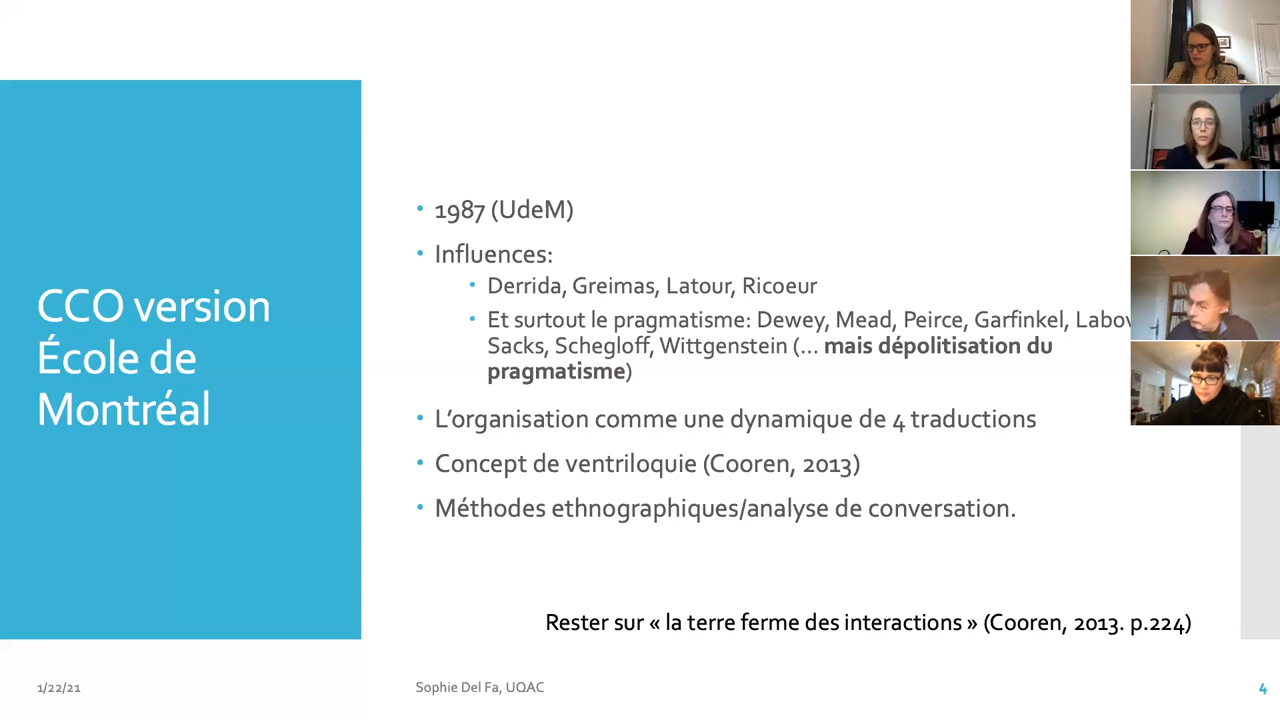 CCO version
École de
Montréal
• 1987 (UdeM)
• Influences:
• Derrida, Greimas, Latour, Ricoeur
• Et surtout le pragmatisme: Dewey, Mead, Peirce, Garfinkel,
Sacks, Schegloff, Wittgenstein (... mais dépolitisation du
pragmatisme)
• L'organisation comme une dynamique de 4 traductions
• Concept de ventriloquie (Cooren, 2013)
• Méthodes ethnographiques/analyse de conversation.
Rester sur « la terre ferme des interactions » (Cooren, 2013. p.224)
1/22/21
Sophie Del Fa, UQAC
4